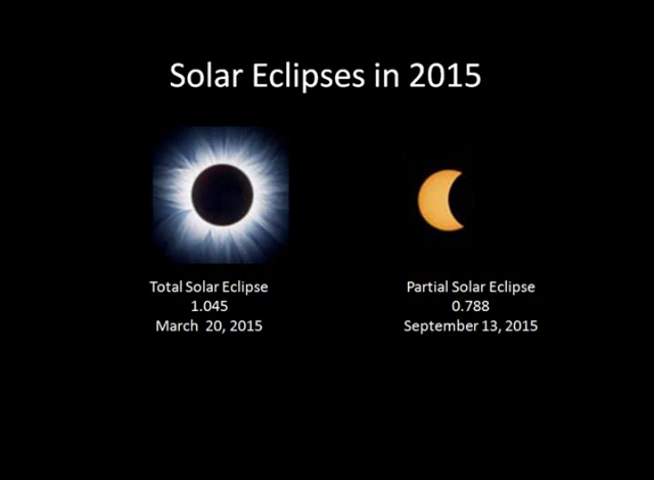 Solar Eclipses in 2015
Total Solar Eclipse
1.045
March 20, 2015
Partial Solar Eclipse
0.788
September 13, 2015